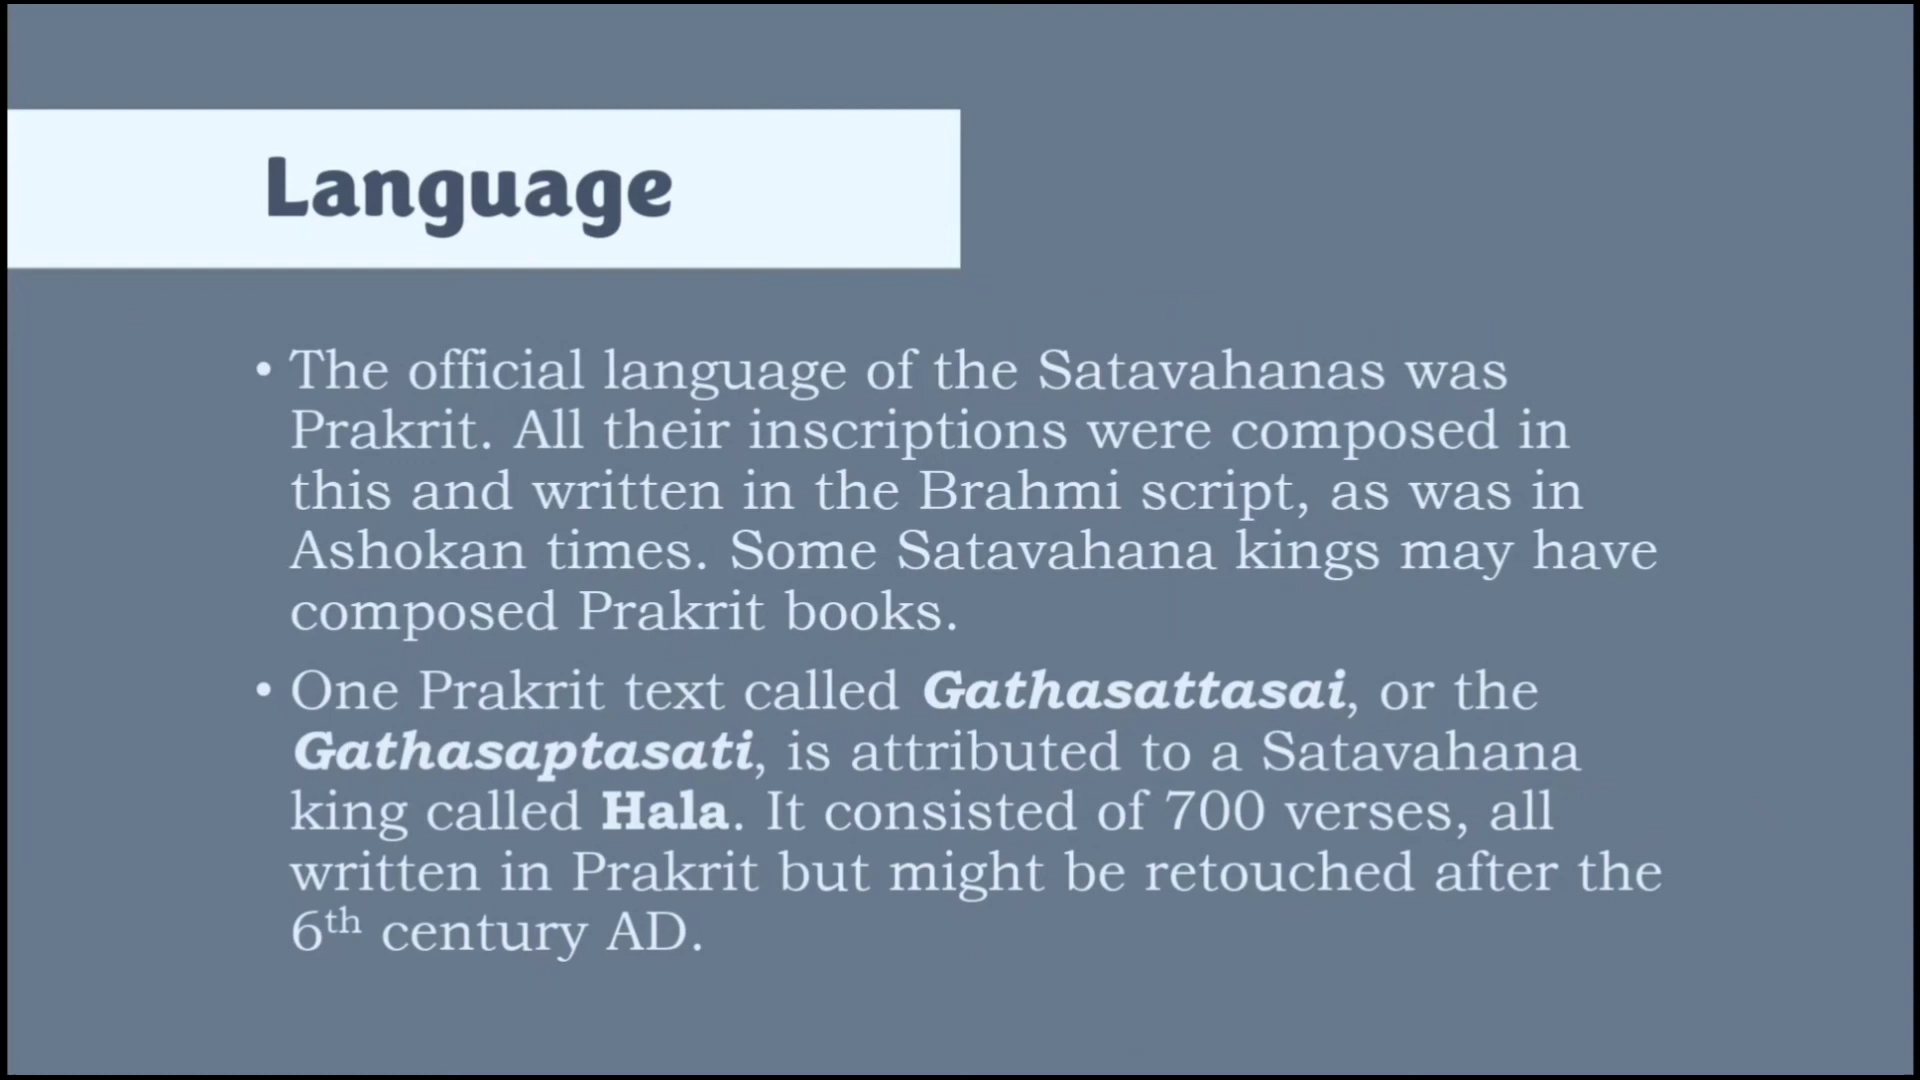 Language
• The official language of the Satavahanas was
Prakrit. All their inscriptions were composed in
this and written in the Brahmi script, as was in
Ashokan times. Some Satavahana kings may have
composed Prakrit books.
• One Prakrit text called Gathasattasai, or the
Gathasaptasati, is attributed to a Satavahana
king called Hala. It consisted of 700 verses, all
written in Prakrit but might be retouched after the
6th century AD.